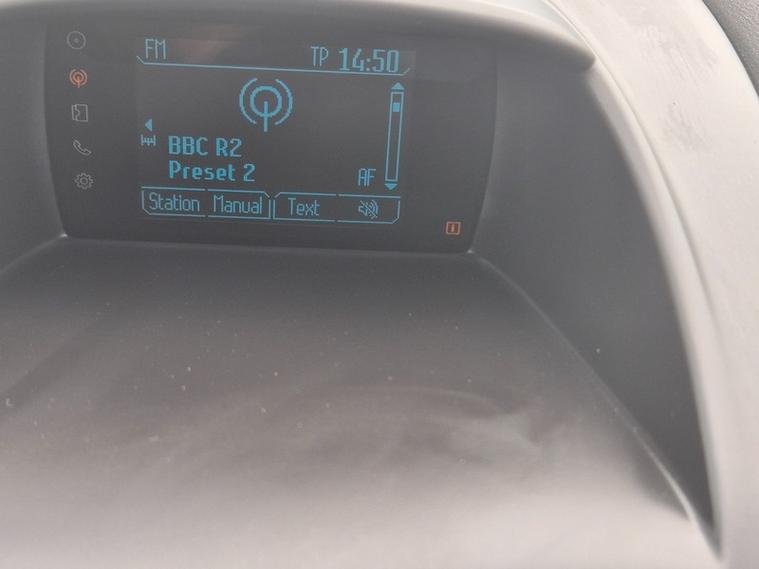 FM TP 14:50
BBC R2
Preset 2
AF
Station Manual Text